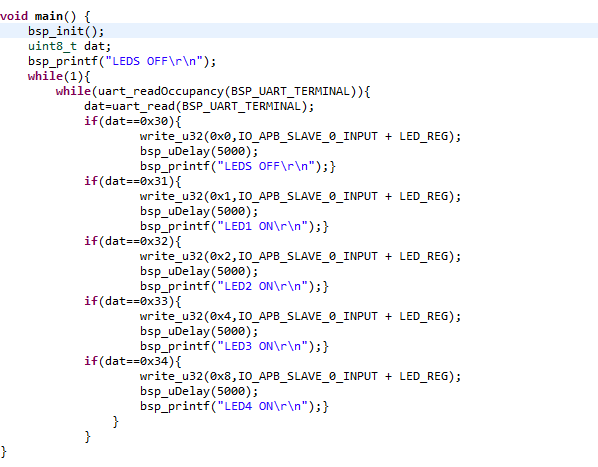 void main() {
    bsp_init();
    uint8_t dat;
    bsp_printf("LEDS OFF\r\n");
    while(1){
        while(uart_readOccupancy(BSP_UART_TERMINAL)){
            dat=uart_read(BSP_UART_TERMINAL);
            if(dat==0x30){
                    write_u32(0x0,IO_APB_SLAVE_0_INPUT + LED_REG);
                    bsp_uDelay(5000);
                    bsp_printf("LEDS OFF\r\n");}
            if(dat==0x31){
                    write_u32(0x1,IO_APB_SLAVE_0_INPUT + LED_REG);
                    bsp_uDelay(5000);
                    bsp_printf("LED1 ON\r\n");}
            if(dat==0x32){
                    write_u32(0x2,IO_APB_SLAVE_0_INPUT + LED_REG);
                    bsp_uDelay(5000);
                    bsp_printf("LED2 ON\r\n");}
            if(dat==0x33){
                    write_u32(0x4,IO_APB_SLAVE_0_INPUT + LED_REG);
                    bsp_uDelay(5000);
                    bsp_printf("LED3 ON\r\n");}
            if(dat==0x34){
                    write_u32(0x8,IO_APB_SLAVE_0_INPUT + LED_REG);
                    bsp_uDelay(5000);
                    bsp_printf("LED4 ON\r\n");}
                }
            }
}